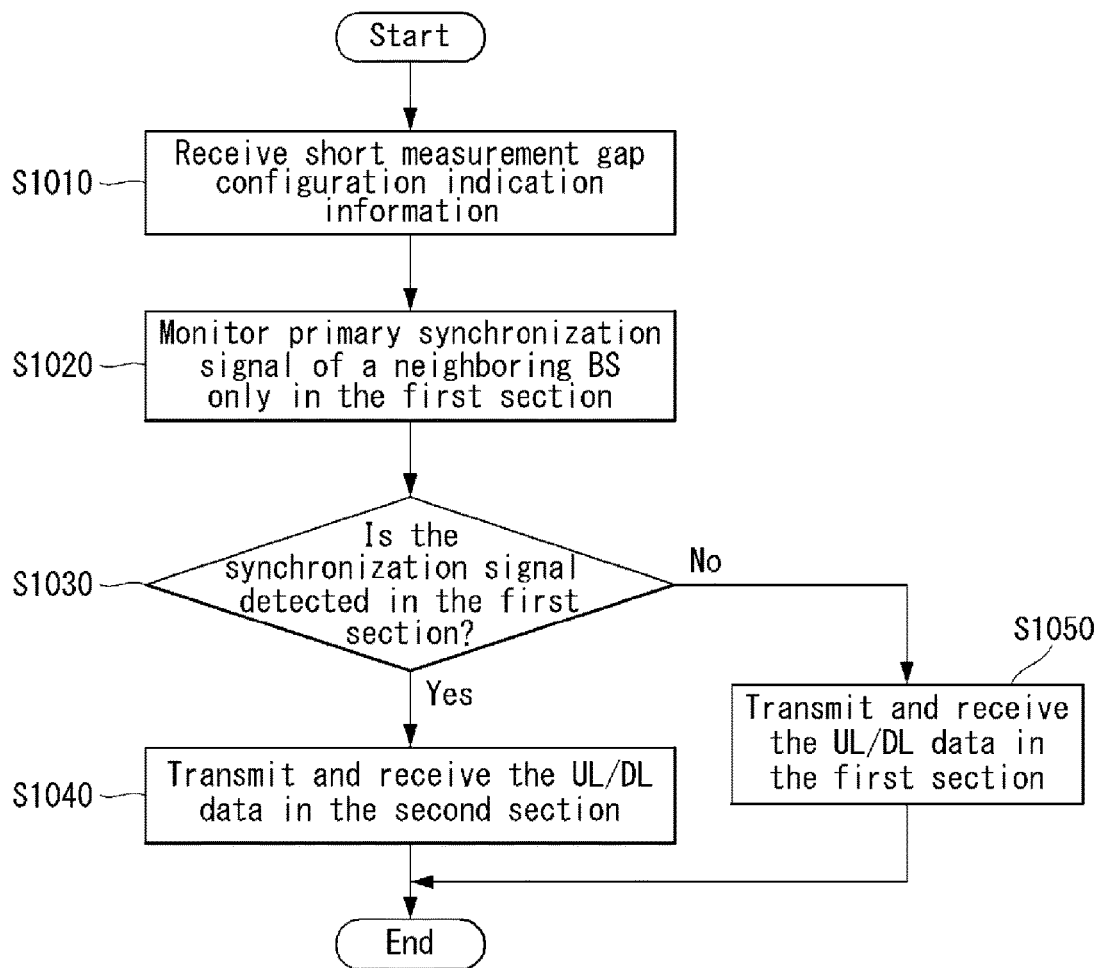 Start
S1010
Receive short measurement gap
configuration indication
information
S1020
Monitor primary synchronization
signal of a neighboring BS
only in the first section
S1030
Is the
synchronization signal
detected in the first
section?
No
Yes
S1050
Transmit and receive
the UL/DL data in
the first section
S1040
Transmit and receive the UL/DL
data in the second section
End